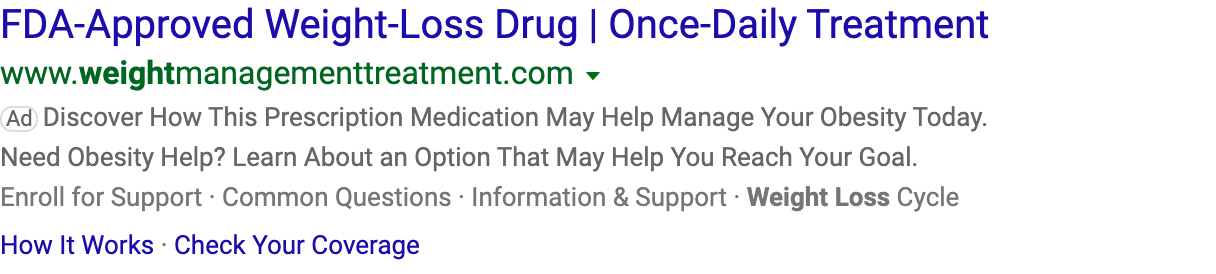 FDA-Approved Weight-Loss Drug | Once-Daily Treatment
www.weightmanagementtreatment.com
Ad Discover How This Prescription Medication May Help Manage Your Obesity Today.
Need Obesity Help? Learn About an Option That May Help You Reach Your Goal.
Enroll for Support · Common Questions · Information & Support · Weight Loss Cycle
How It Works · Check Your Coverage